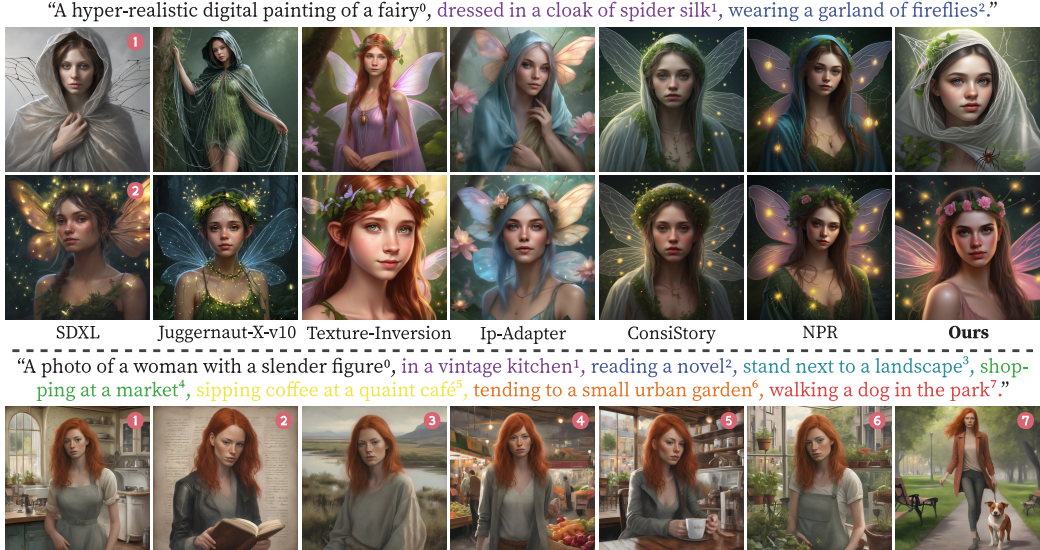 “A hyper-realistic digital painting of a fairy⁰, dressed in a cloak of spider silk¹, wearing a garland of fireflies².”
1
2
SDXL Juggernaut-X-v10 Texture-Inversion Ip-Adapter ConsiStory NPR Ours
“A photo of a woman with a slender figure⁰, in a vintage kitchen¹, reading a novel², stand next to a landscape³, shop-
ping at a market⁴, sipping coffee at a quaint café⁵, tending to a small urban garden⁶, walking a dog in the park⁷.”
1 2 3 4 5 6 7